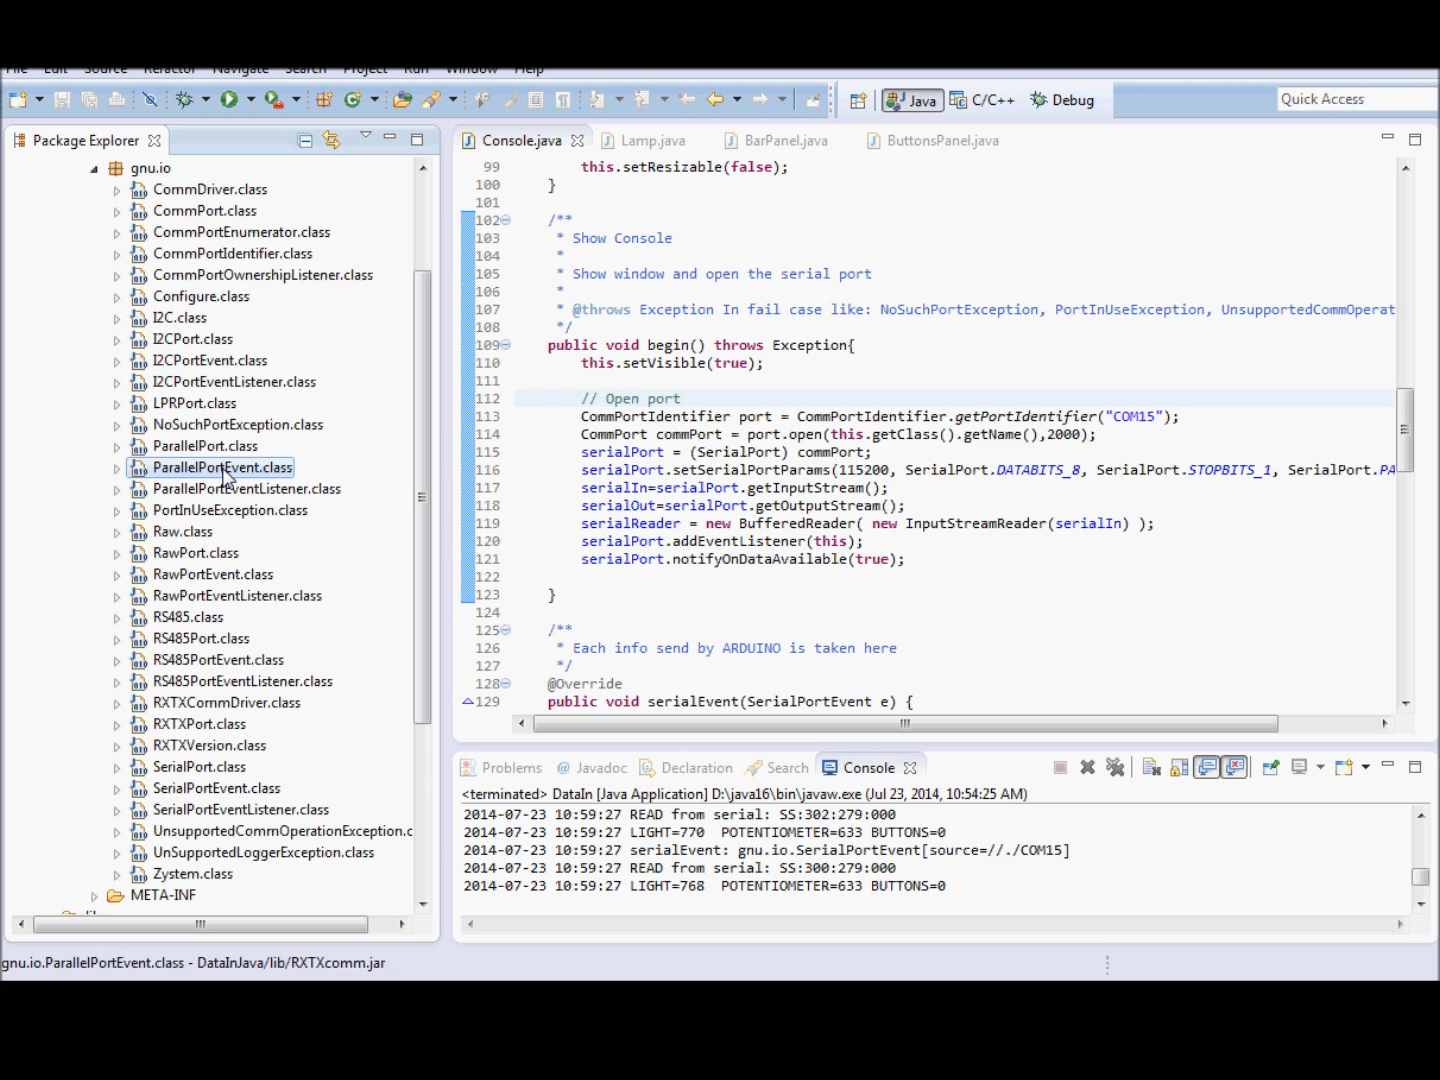 File Edit Source Refactor Navigate Search Project Run Window Help
Java C/C++ Debug Quick Access
Package Explorer
gnu.io
CommDriver.class
CommPort.class
CommPortEnumerator.class
CommPortIdentifier.class
CommPortOwnershipListener.class
Configure.class
I2C.class
I2CPort.class
I2CPortEvent.class
I2CPortEventListener.class
LPRPort.class
NoSuchPortException.class
ParallelPort.class
ParallelPortEvent.class
ParallelPortEventListener.class
PortInUseException.class
Raw.class
RawPort.class
RawPortEvent.class
RawPortEventListener.class
RS485.class
RS485Port.class
RS485PortEvent.class
RS485PortEventListener.class
RXTXCommDriver.class
RXTXPort.class
RXTXVersion.class
SerialPort.class
SerialPortEvent.class
SerialPortEventListener.class
UnsupportedCommOperationException.c
UnSupportedLoggerException.class
Zystem.class
META-INF
Console.java Lamp.java BarPanel.java ButtonsPanel.java
99 this.setResizable(false);
100 }
101
102 /**
103 * Show Console
104 *
105 * Show window and open the serial port
106 *
107 * @throws Exception In fail case like: NoSuchPortException, PortInUseException, UnsupportedCommOperat
108 */
109 public void begin() throws Exception{
110 this.setVisible(true);
111
112 // Open port
113 CommPortIdentifier port = CommPortIdentifier.getPortIdentifier("COM15");
114 CommPort commPort = port.open(this.getClass().getName(),2000);
115 serialPort = (SerialPort) commPort;
116 serialPort.setSerialPortParams(115200, SerialPort.DATABITS_8, SerialPort.STOPBITS_1, SerialPort.PA
117 serialIn=serialPort.getInputStream();
118 serialOut=serialPort.getOutputStream();
119 serialReader = new BufferedReader( new InputStreamReader(serialIn) );
120 serialPort.addEventListener(this);
121 serialPort.notifyOnDataAvailable(true);
122
123 }
124
125 /**
126 * Each info send by ARDUINO is taken here
127 */
128 @Override
129 public void serialEvent(SerialPortEvent e) {
Problems @ Javadoc Declaration Search Console
<terminated> DataIn [Java Application] D:\java16\bin\javaw.exe (Jul 23, 2014, 10:54:25 AM)
2014-07-23 10:59:27 READ from serial: SS:302:279:000
2014-07-23 10:59:27 LIGHT=770 POTENTIOMETER=633 BUTTONS=0
2014-07-23 10:59:27 serialEvent: gnu.io.SerialPortEvent[source=//./COM15]
2014-07-23 10:59:27 READ from serial: SS:300:279:000
2014-07-23 10:59:27 LIGHT=768 POTENTIOMETER=633 BUTTONS=0
gnu.io.ParallelPortEvent.class - DataInJava/lib/RXTXcomm.jar